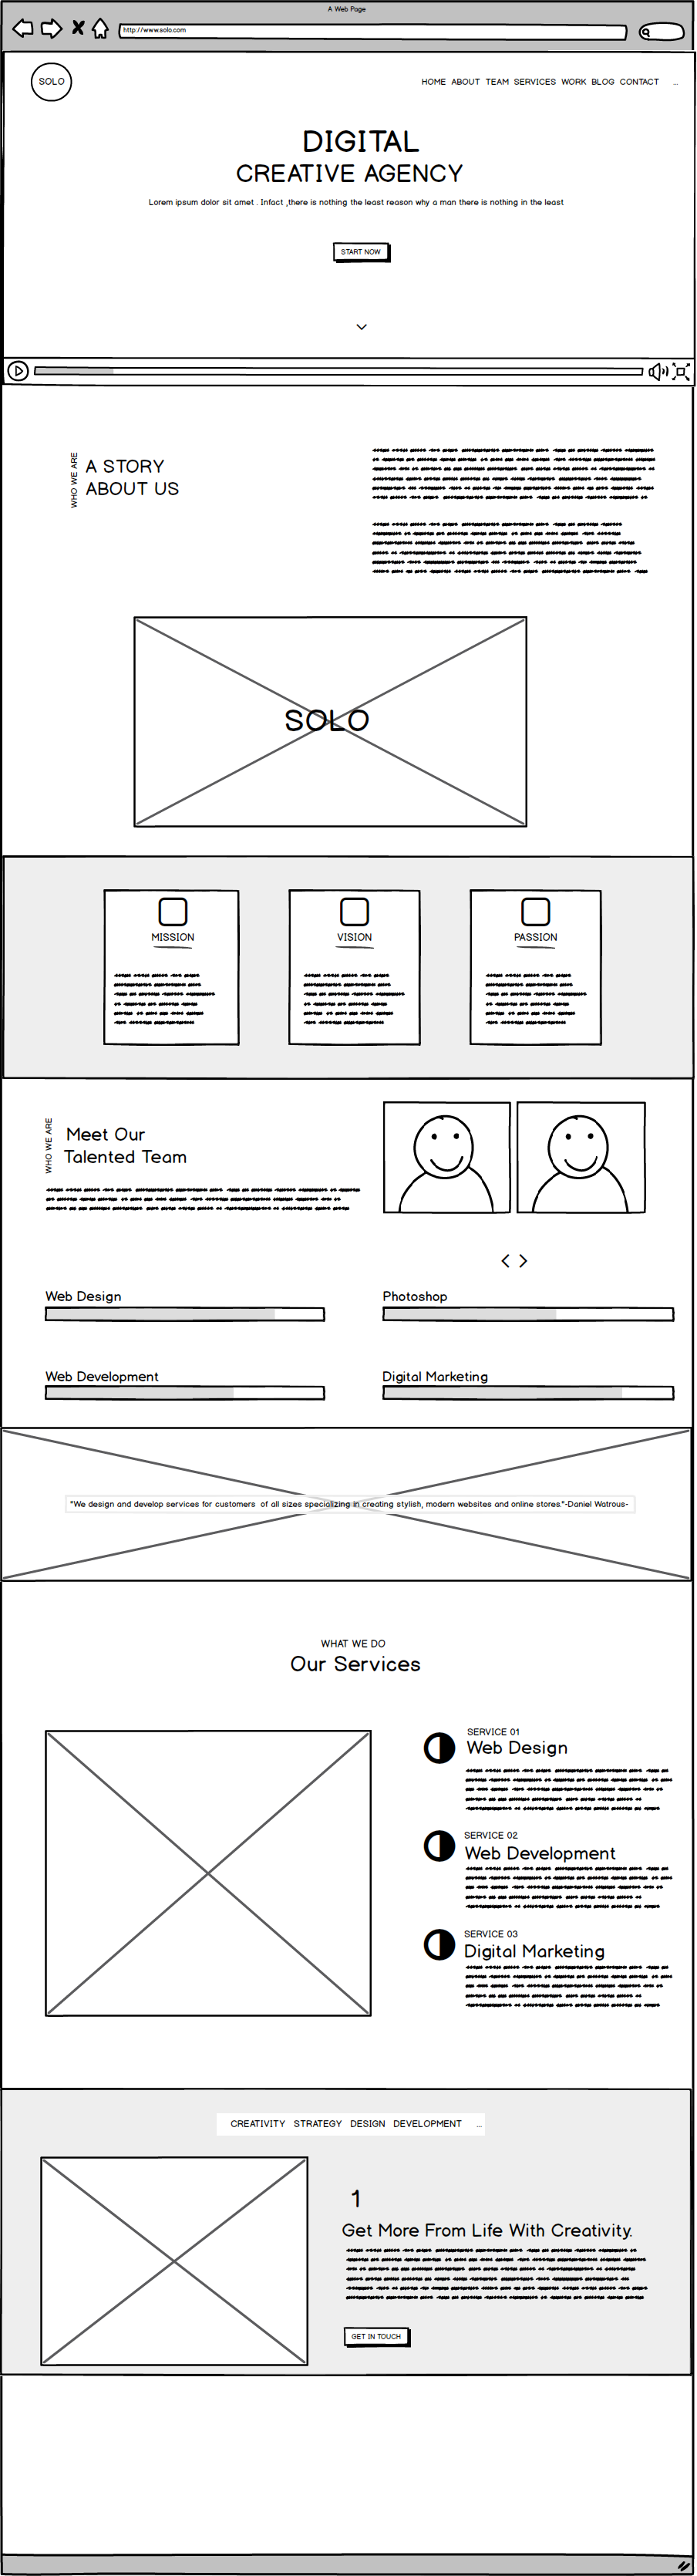 A Web Page
http://www.solo.com
SOLO
HOME ABOUT TEAM SERVICES WORK BLOG CONTACT ...
DIGITAL
CREATIVE AGENCY
Lorem ipsum dolor sit amet . Infact ,there is nothing the least reason why a man there is nothing in the least
START NOW
WHO WE ARE
A STORY
ABOUT US
SOLO
MISSION
VISION
PASSION
WHO WE ARE
Meet Our
Talented Team
Web Design
Photoshop
Web Development
Digital Marketing
"We design and develop services for customers of all sizes specializing in creating stylish, modern websites and online stores."-Daniel Watrous-
WHAT WE DO
Our Services
SERVICE 01
Web Design
SERVICE 02
Web Development
SERVICE 03
Digital Marketing
CREATIVITY STRATEGY DESIGN DEVELOPMENT ...
1
Get More From Life With Creativity.
GET IN TOUCH